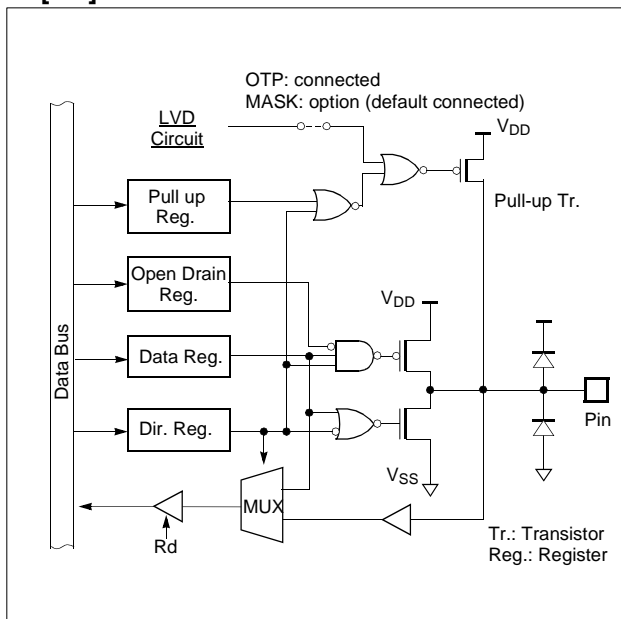 OTP: connected
MASK: option (default connected)
LVD
Circuit
VDD
Pull up
Reg.
Pull-up Tr.
Open Drain
Reg.
VDD
Data Bus
Data Reg.
Dir. Reg.
Pin
VSS
MUX
Rd
Tr.: Transistor
Reg.: Register